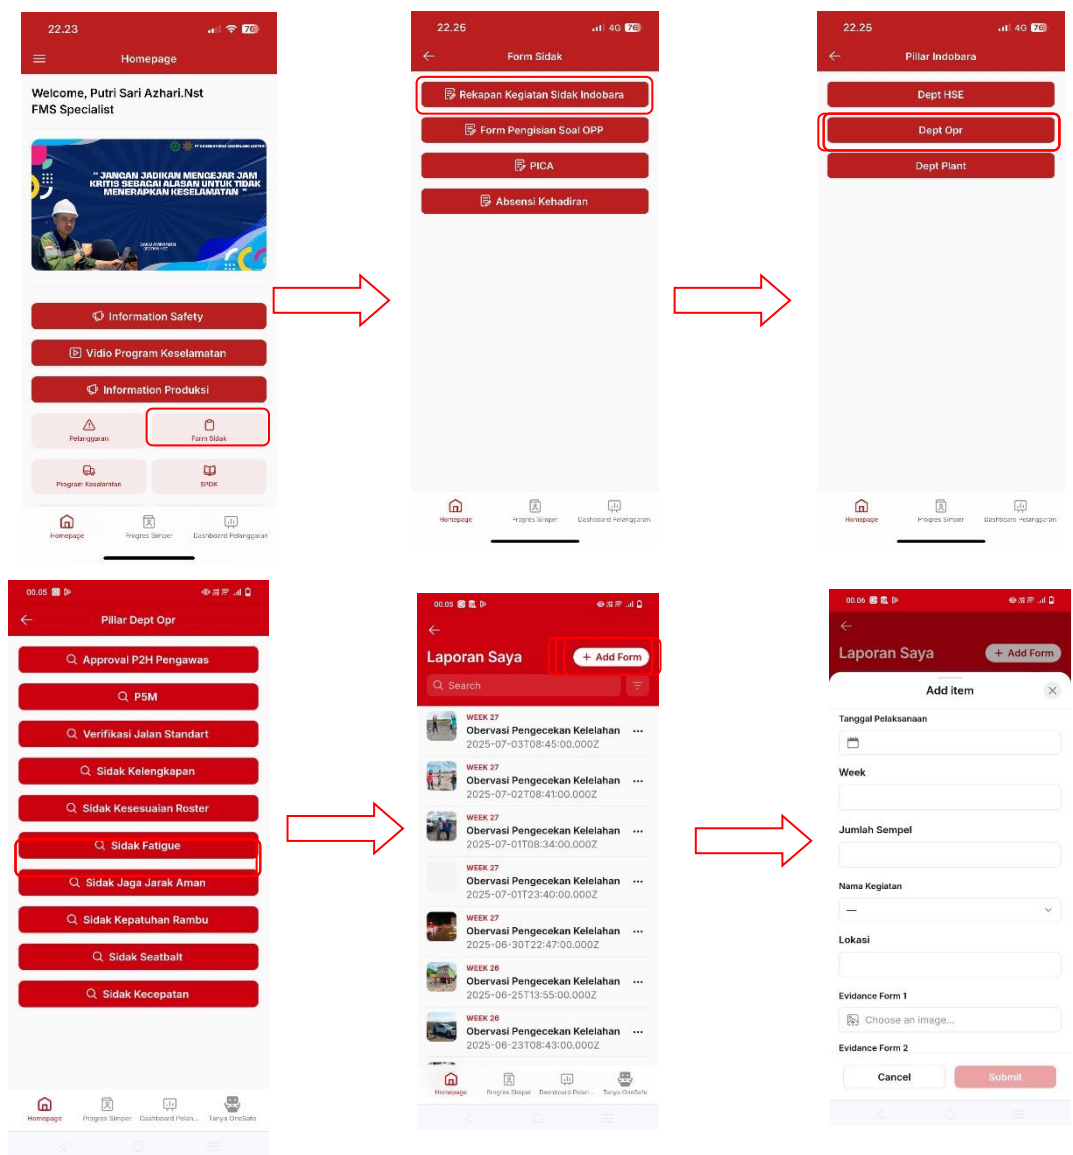 22.23
76
Homepage
Welcome, Putri Sari Azhari.Nst
FMS Specialist
" JANGAN JADIKAN MENGEJAR JAM
KRITIS SEBAGAI ALASAN UNTUK TIDAK
MENERAPKAN KESELAMATAN "
Information Safety
Vidio Program Keselamatan
Information Produksi
Pelanggaran
Form Sidak
Program Kesalamtan
SPDK
Homepage
Progres Simper
Dashboard Pelanggaran
22.26
4G 76
Form Sidak
Rekapan Kegiatan Sidak Indobara
Form Pengisian Soal OPP
PICA
Absensi Kehadiran
Homepage
Progres Simper
Dashboard Pelanggaran
22.25
4G 76
Pillar Indobara
Dept HSE
Dept Opr
Dept Plant
Homepage
Progres Simper
Dashboard Pelanggaran
00.05
Pillar Dept Opr
Approval P2H Pengawas
P5M
Verifikasi Jalan Standart
Sidak Kelengkapan
Sidak Kesesuaian Roster
Sidak Fatigue
Sidak Jaga Jarak Aman
Sidak Kepatuhan Rambu
Sidak Seatbalt
Sidak Kecepatan
Homepage
Progres Simper
Dashboard Pelan...
Tanya OneSafe
00.05
Laporan Saya
+ Add Form
Search
WEEK 27
Obervasi Pengecekan Kelelahan ...
2025-07-03T08:45:00.000Z
WEEK 27
Obervasi Pengecekan Kelelahan ...
2025-07-02T08:41:00.000Z
WEEK 27
Obervasi Pengecekan Kelelahan ...
2025-07-01T08:34:00.000Z
WEEK 27
Obervasi Pengecekan Kelelahan ...
2025-07-01T23:40:00.000Z
WEEK 27
Obervasi Pengecekan Kelelahan ...
2025-06-30T22:47:00.000Z
WEEK 26
Obervasi Pengecekan Kelelahan ...
2025-06-25T13:55:00.000Z
WEEK 26
Obervasi Pengecekan Kelelahan ...
2025-06-23T08:43:00.000Z
Homepage
Progres Simper
Dashboard Pelan...
Tanya OneSafe
00.06
Laporan Saya
+ Add Form
Add item
Tanggal Pelaksanaan
Week
Jumlah Sempel
Nama Kegiatan
—
Lokasi
Evidance Form 1
Choose an image...
Evidance Form 2
Cancel
Submit